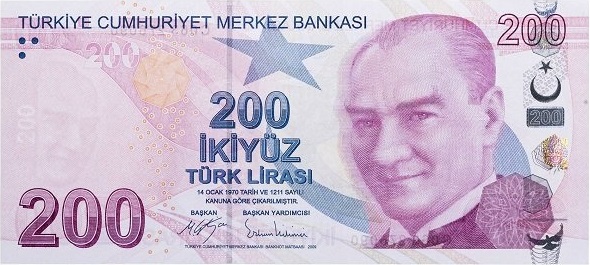 TÜRKİYE CUMHURİYET MERKEZ BANKASI
200
200
200
İKİYÜZ
TÜRK LİRASI
14 OCAK 1970 TARİH VE 1211 SAYILI
KANUNA GÖRE ÇIKARILMIŞTIR.
BAŞKAN BAŞKAN YARDIMCISI
200
TÜRKİYE CUMHURİYET MERKEZ BANKASI BANKNOT MATBAASI 2009
200